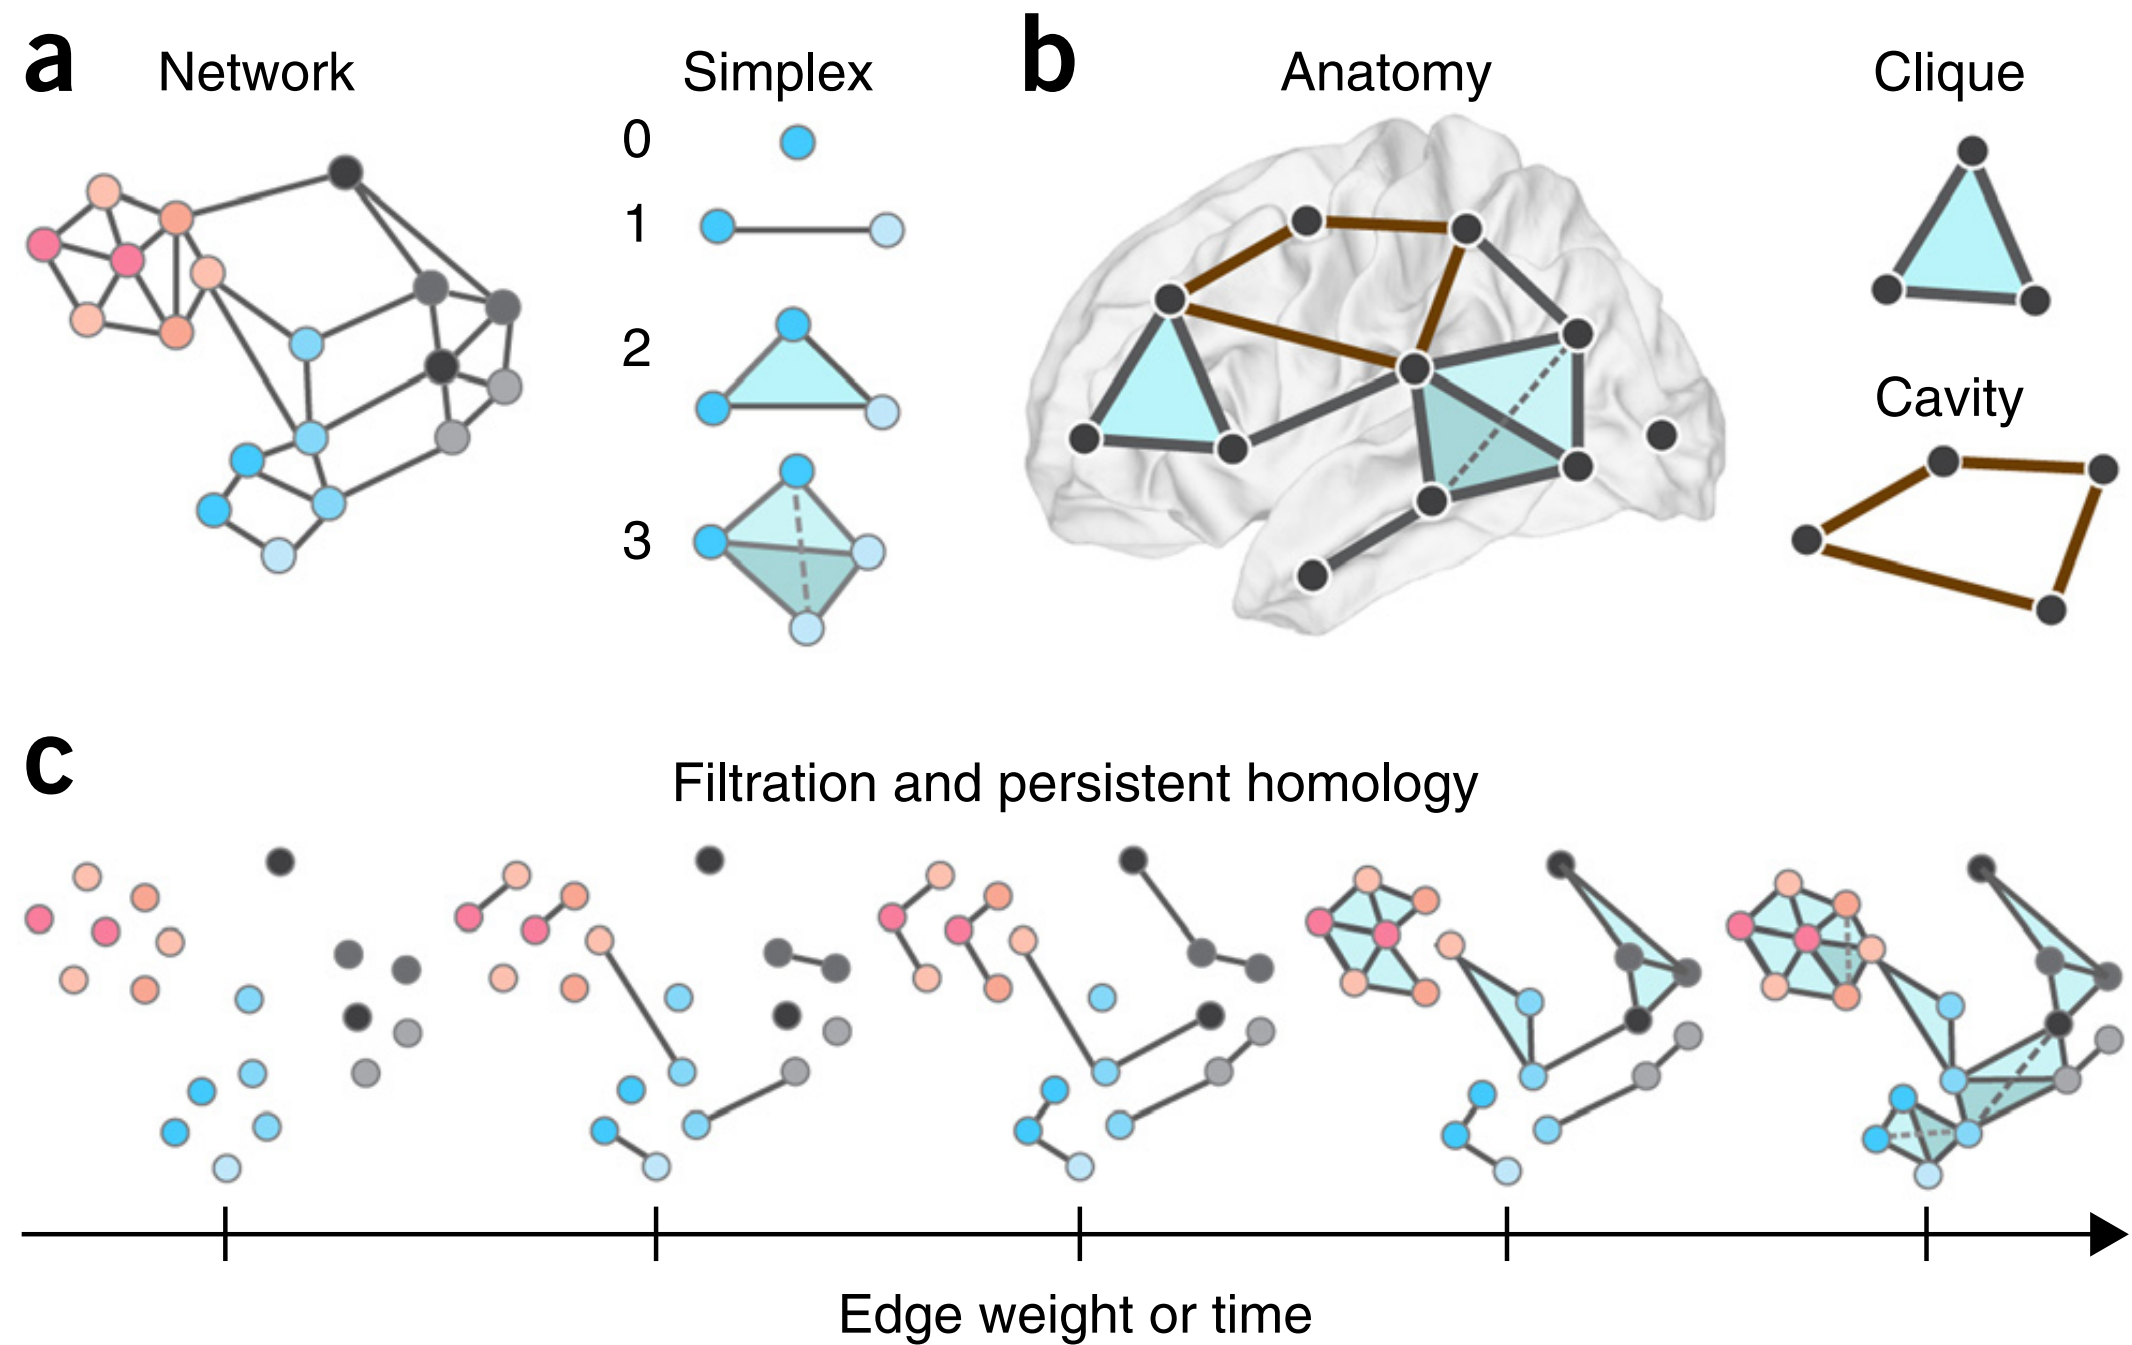 a
Network
Simplex
0
1
2
3
b
Anatomy
Clique
Cavity
c
Filtration and persistent homology
Edge weight or time